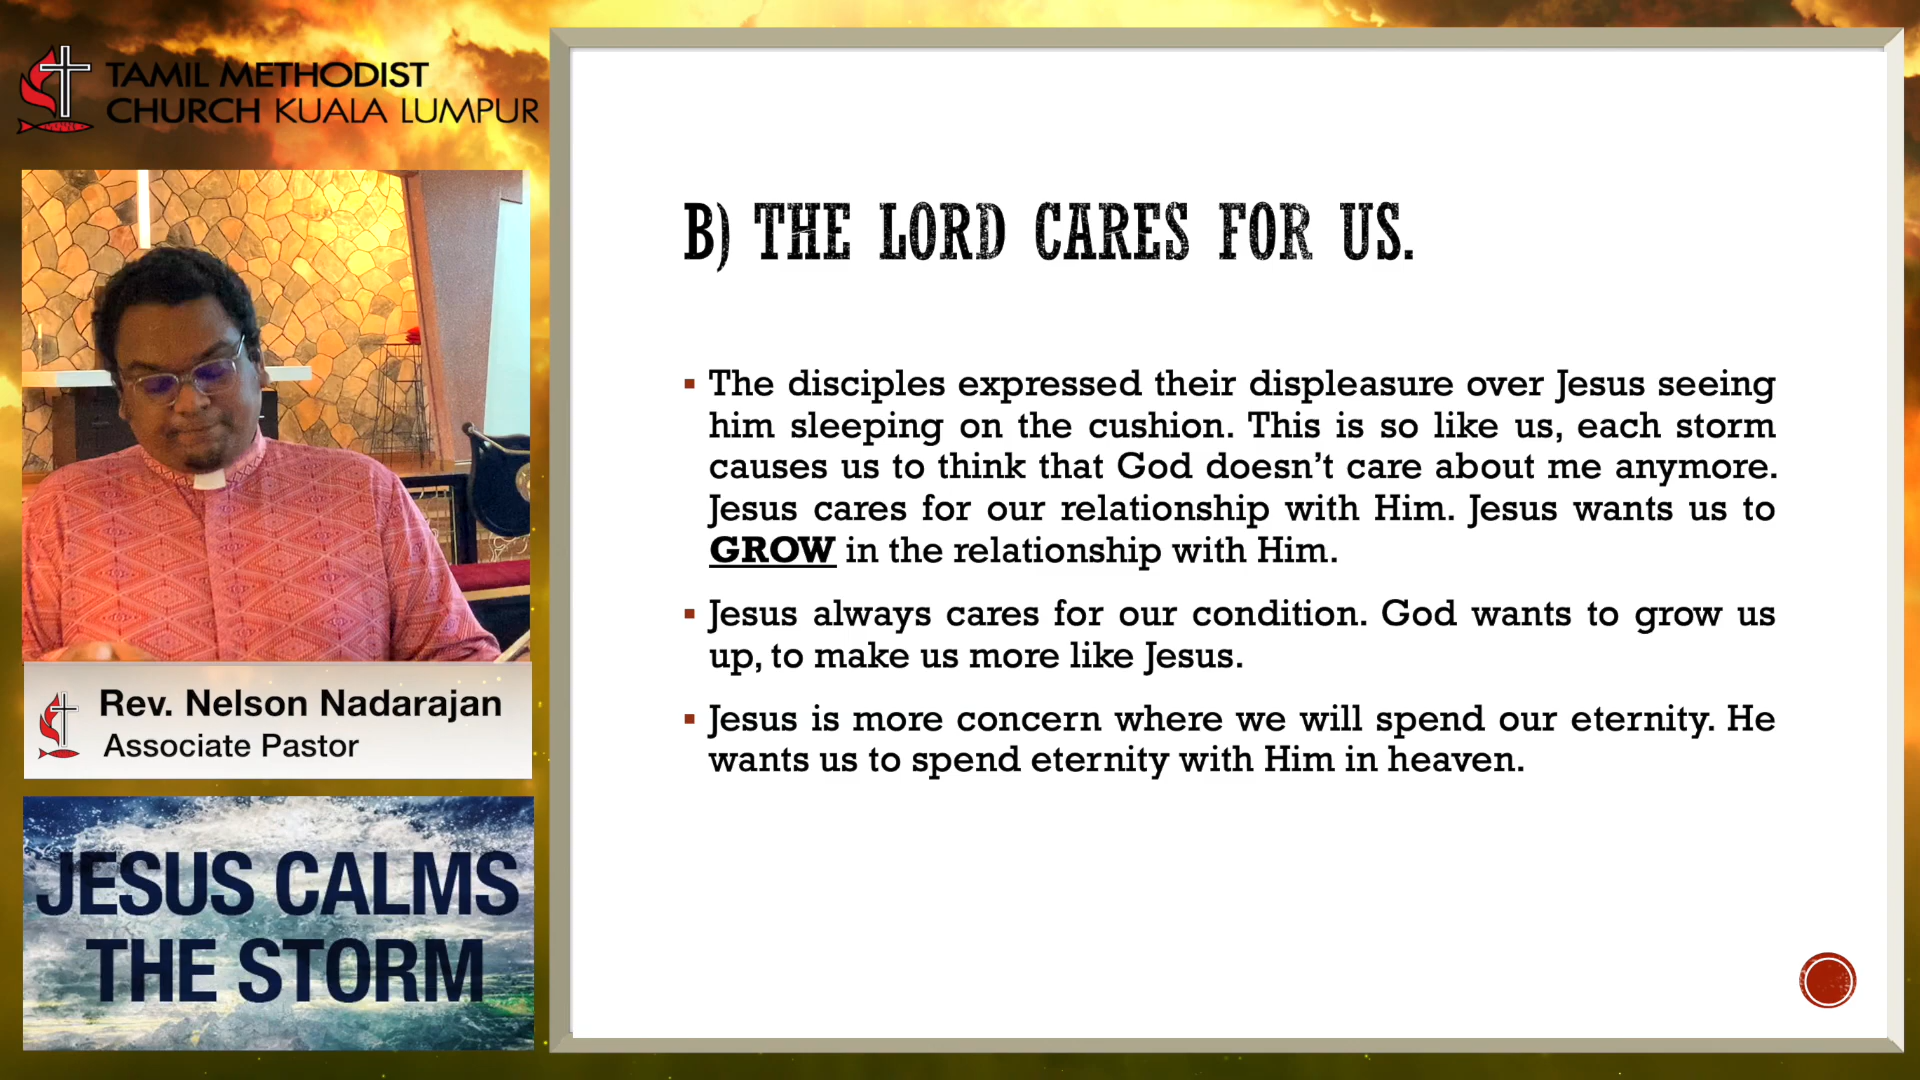 TAMIL METHODIST
CHURCH KUALA LUMPUR
Rev. Nelson Nadarajan
Associate Pastor
JESUS CALMS
THE STORM
B) THE LORD CARES FOR US.
The disciples expressed their displeasure over Jesus seeing
him sleeping on the cushion. This is so like us, each storm
causes us to think that God doesn’t care about me anymore.
Jesus cares for our relationship with Him. Jesus wants us to
GROW in the relationship with Him.
Jesus always cares for our condition. God wants to grow us
up, to make us more like Jesus.
Jesus is more concern where we will spend our eternity. He
wants us to spend eternity with Him in heaven.